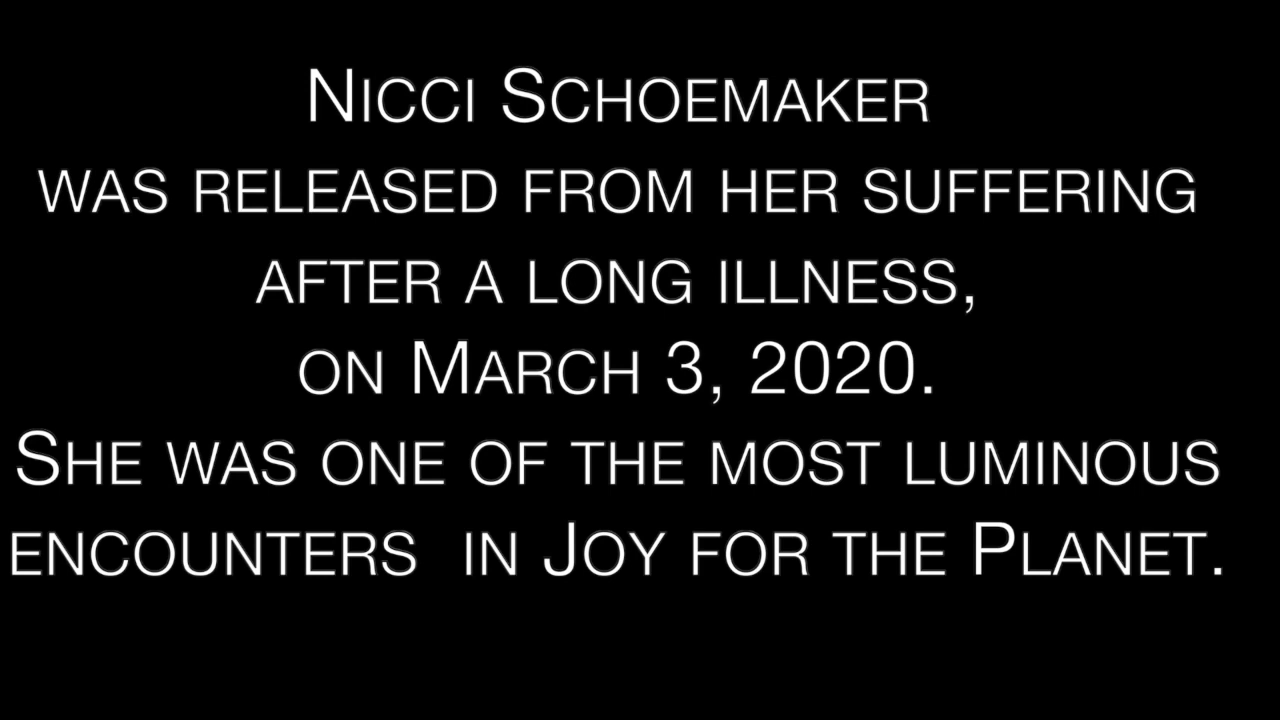 Nicci Schoemaker
was released from her suffering
after a long illness,
on March 3, 2020.
She was one of the most luminous
encounters  in Joy for the Planet.